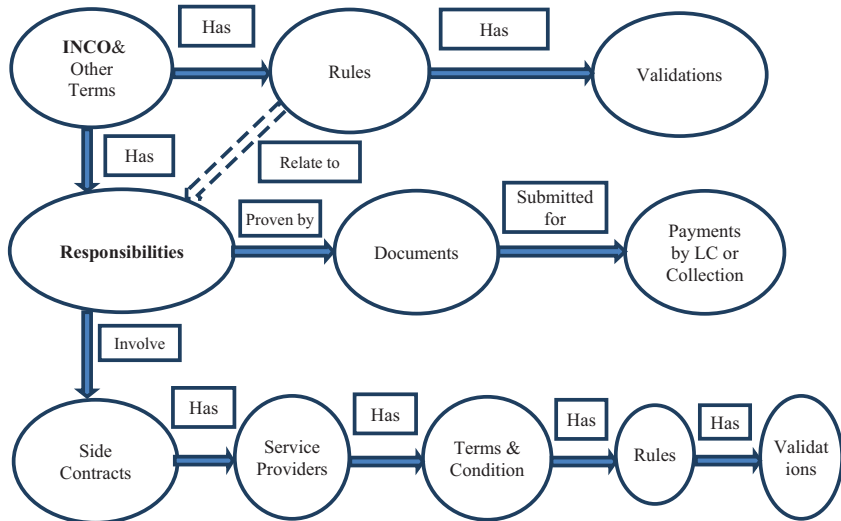 Has
Has
INCO&
Other
Terms
Rules
Validations
Has
Relate to
Responsibilities
Proven by
Documents
Submitted
for
Payments
by LC or
Collection
Involve
Has
Has
Has
Has
Side
Contracts
Service
Providers
Terms &
Condition
Rules
Validat
ions